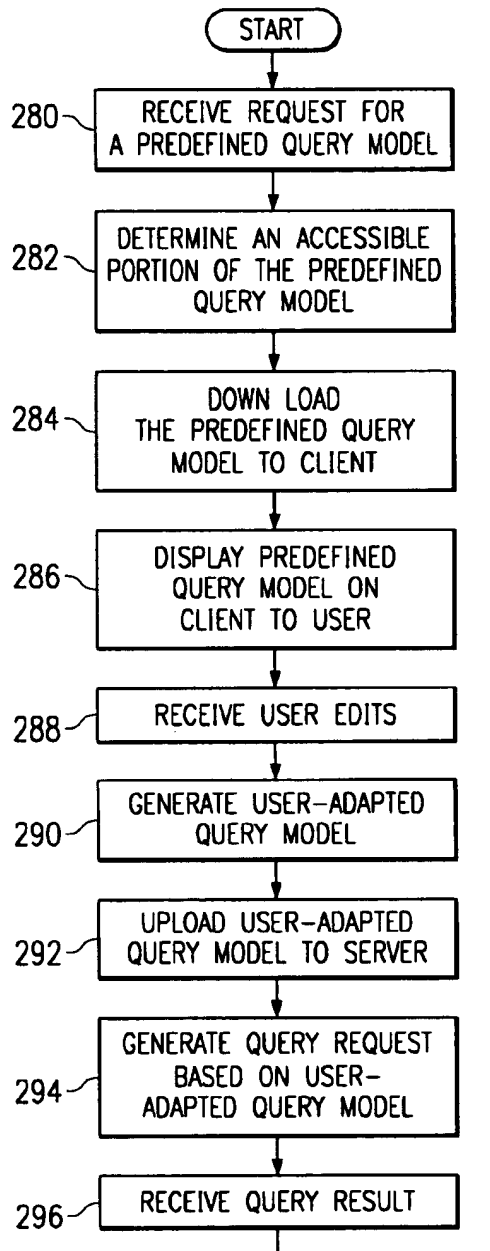 START
280
RECEIVE REQUEST FOR
A PREDEFINED QUERY MODEL
282
DETERMINE AN ACCESSIBLE
PORTION OF THE PREDEFINED
QUERY MODEL
284
DOWN LOAD
THE PREDEFINED QUERY
MODEL TO CLIENT
286
DISPLAY PREDEFINED
QUERY MODEL ON
CLIENT TO USER
288
RECEIVE USER EDITS
290
GENERATE USER-ADAPTED
QUERY MODEL
292
UPLOAD USER-ADAPTED
QUERY MODEL TO SERVER
294
GENERATE QUERY REQUEST
BASED ON USER-
ADAPTED QUERY MODEL
296
RECEIVE QUERY RESULT